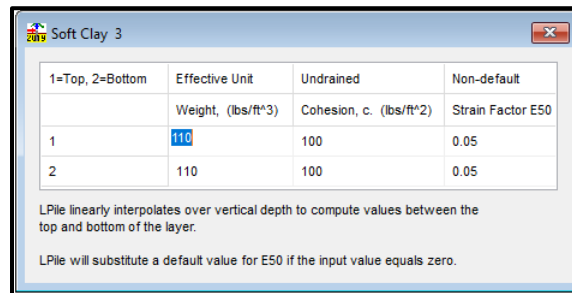 Soft Clay 3
1=Top, 2=Bottom Effective Unit Undrained Non-default
Weight, (lbs/ft^3) Cohesion, c. (lbs/ft^2) Strain Factor E50
1 110 100 0.05
2 110 100 0.05
LPile linearly interpolates over vertical depth to compute values between the
top and bottom of the layer.
LPile will substitute a default value for E50 if the input value equals zero.